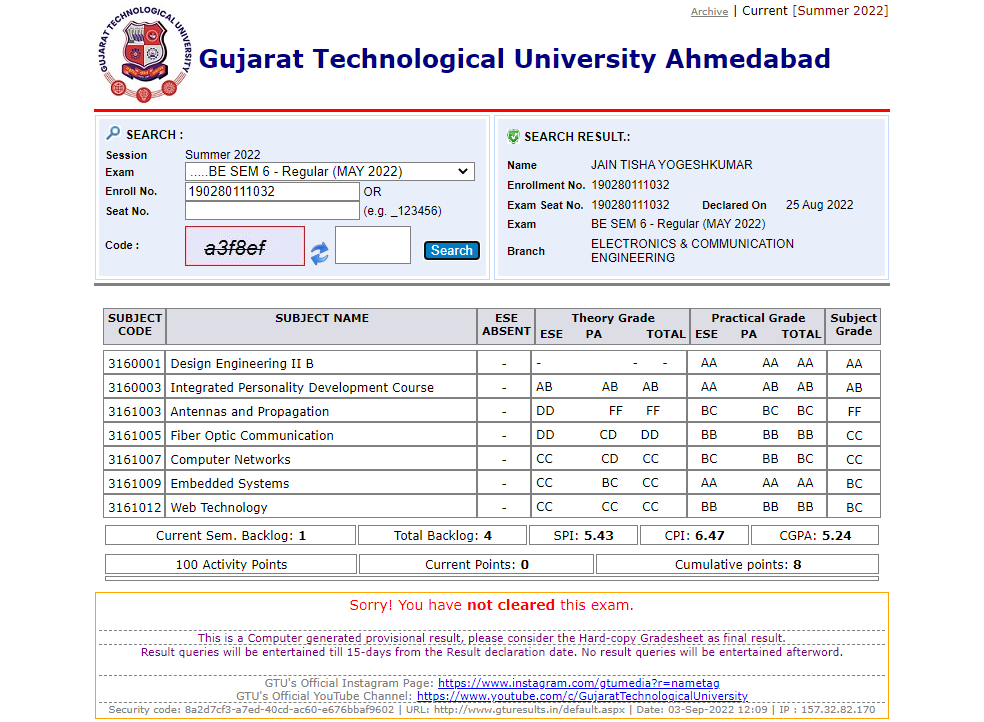 Archive | Current [Summer 2022]
GUJARAT TECHNOLOGICAL UNIVERSITY
Gujarat Technological University Ahmedabad
SEARCH :
Session Summer 2022
Exam .....BE SEM 6 - Regular (MAY 2022)
Enroll No. 190280111032 OR
Seat No. (e.g. _123456)
Code : a3f8ef Search
SEARCH RESULT.:
Name JAIN TISHA YOGESHKUMAR
Enrollment No. 190280111032
Exam Seat No. 190280111032 Declared On 25 Aug 2022
Exam BE SEM 6 - Regular (MAY 2022)
Branch ELECTRONICS & COMMUNICATION
ENGINEERING
SUBJECT CODE SUBJECT NAME ESE ABSENT Theory Grade ESE PA TOTAL Practical Grade ESE PA TOTAL Subject Grade
3160001 Design Engineering II B - - - - AA AA AA AA
3160003 Integrated Personality Development Course - AB AB AB AA AB AB AB
3161003 Antennas and Propagation - DD FF FF BC BC BC FF
3161005 Fiber Optic Communication - DD CD DD BB BB BB CC
3161007 Computer Networks - CC CD CC BC BB BC CC
3161009 Embedded Systems - CC BC CC AA AA AA BC
3161012 Web Technology - CC CC CC BB BB BB BC
Current Sem. Backlog: 1 Total Backlog: 4 SPI: 5.43 CPI: 6.47 CGPA: 5.24
100 Activity Points Current Points: 0 Cumulative points: 8
Sorry! You have not cleared this exam.
This is a Computer generated provisional result, please consider the Hard-copy Gradesheet as final result.
Result queries will be entertained till 15-days from the Result declaration date. No result queries will be entertained afterword.
GTU's Official Instagram Page: https://www.instagram.com/gtumedia?r=nametag
GTU's Official YouTube Channel: https://www.youtube.com/c/GujaratTechnologicalUniversity
Security code: 8a2d7cf3-a7ed-40cd-ac60-e676bbaf9602 | URL: http://www.gturesults.in/default.aspx | Date: 03-Sep-2022 12:09 | IP : 157.32.82.170